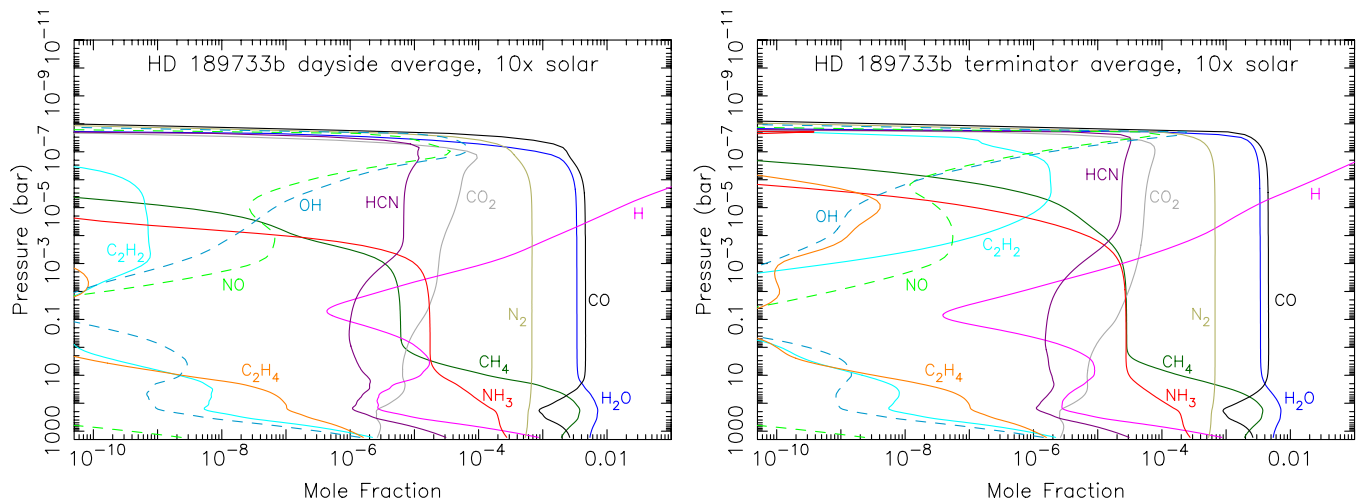 HD 189733b dayside average, 10x solar
Pressure (bar)
10⁻¹¹
10⁻⁹
10⁻⁷
10⁻⁵
10⁻³
0.1
10
1000
HCN
OH
CO₂
H
C₂H₂
NO
N₂
CO
CH₄
C₂H₄
NH₃
H₂O
10⁻¹⁰
10⁻⁸
10⁻⁶
10⁻⁴
0.01
Mole Fraction
HD 189733b terminator average, 10x solar
Pressure (bar)
10⁻¹¹
10⁻⁹
10⁻⁷
10⁻⁵
10⁻³
0.1
10
1000
HCN
CO₂
H
OH
C₂H₂
NO
N₂
CO
CH₄
C₂H₄
NH₃
H₂O
10⁻¹⁰
10⁻⁸
10⁻⁶
10⁻⁴
0.01
Mole Fraction